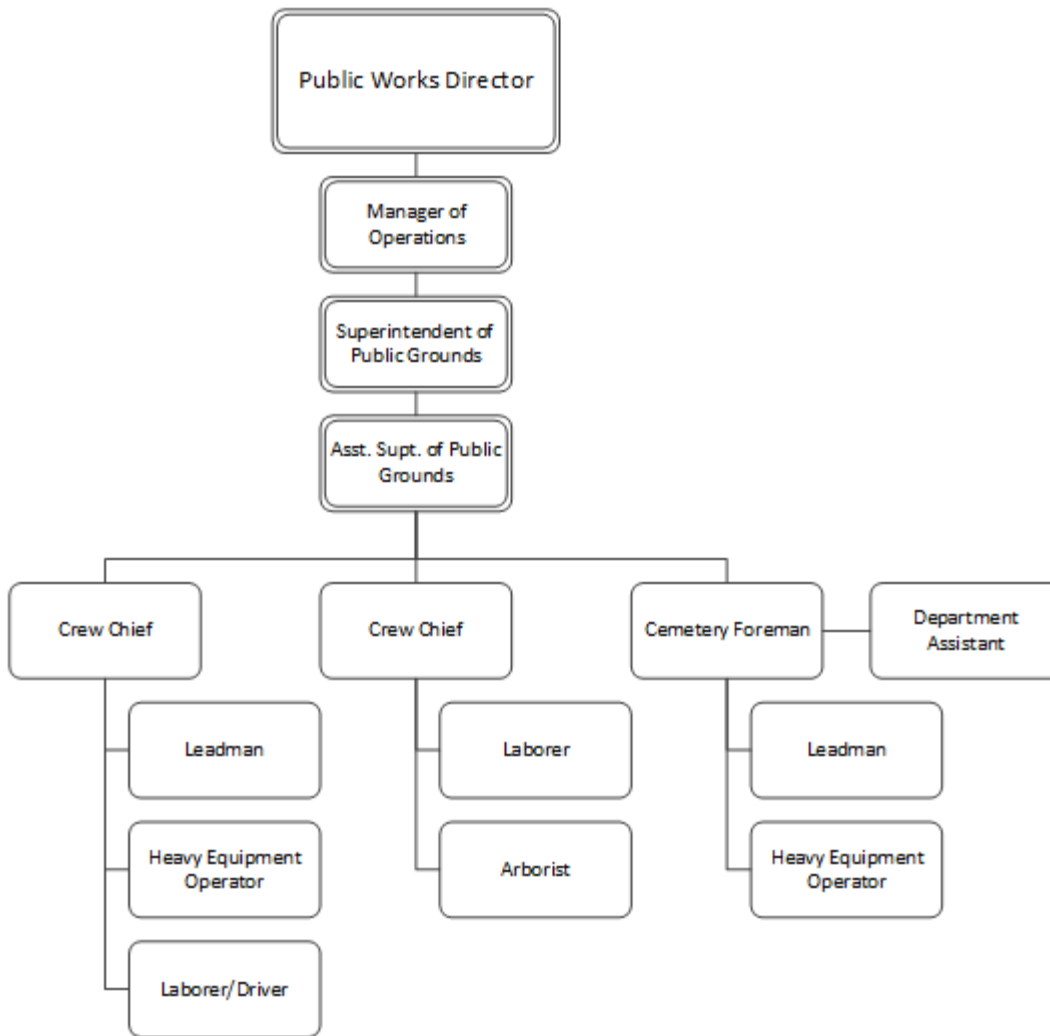 Public Works Director
Manager of
Operations
Superintendent of
Public Grounds
Asst. Supt. of Public
Grounds
Crew Chief
Crew Chief
Cemetery Foreman
Department
Assistant
Leadman
Laborer
Leadman
Heavy Equipment
Operator
Arborist
Heavy Equipment
Operator
Laborer/Driver